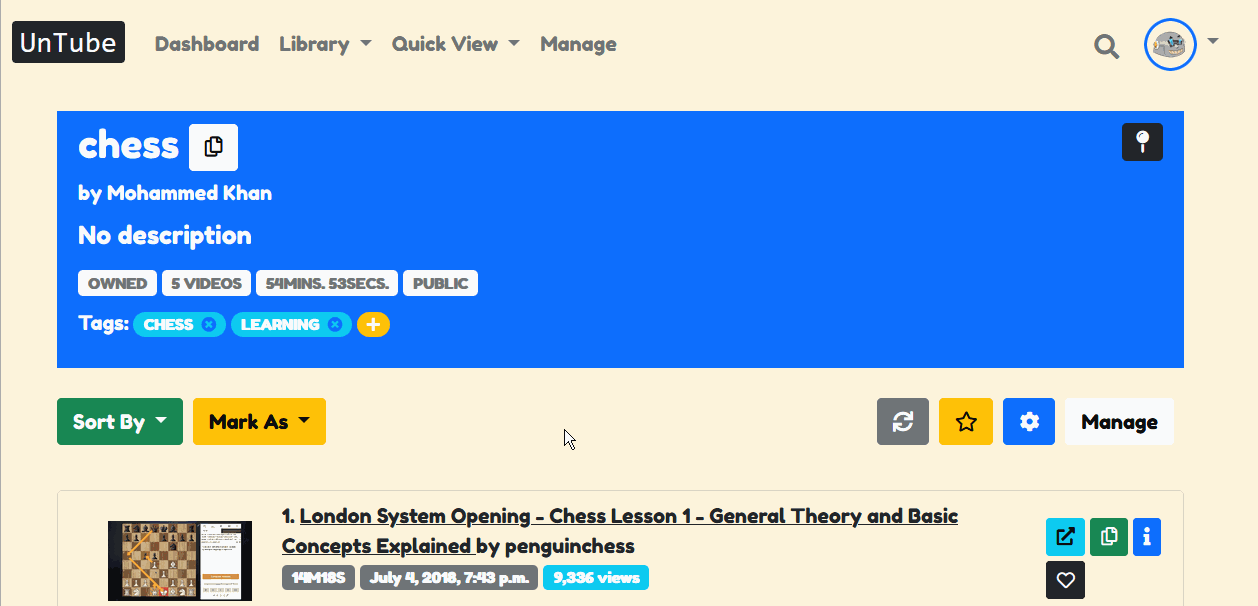 UnTube Dashboard Library Quick View Manage
chess
by Mohammed Khan
No description
OWNED 5 VIDEOS 54MINS. 53SECS. PUBLIC
Tags: CHESS LEARNING +
Sort By Mark As Manage
1. London System Opening - Chess Lesson 1 - General Theory and Basic
Concepts Explained by penguinchess
14M18S July 4, 2018, 7:43 p.m. 9,336 views